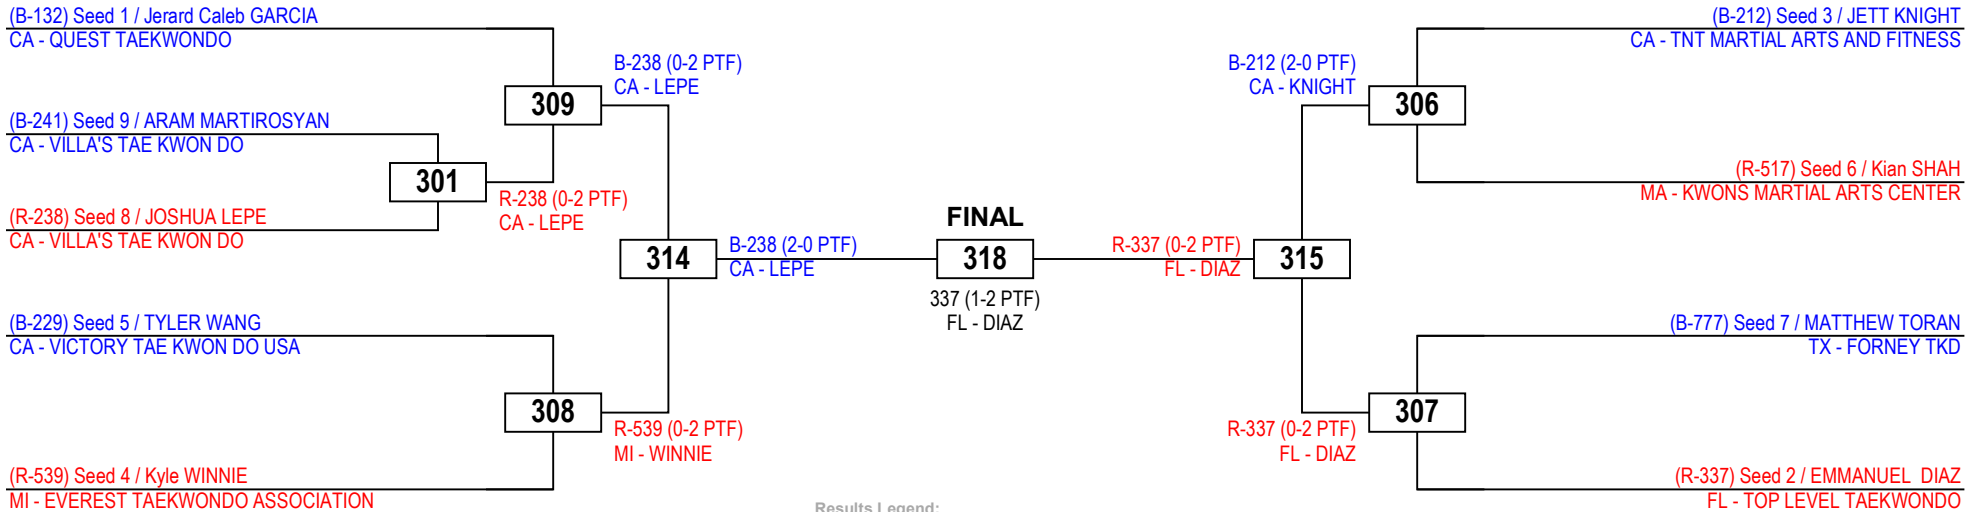 (B-132) Seed 1 / Jerard Caleb GARCIA
CA - QUEST TAEKWONDO
(B-241) Seed 9 / ARAM MARTIROSYAN
CA - VILLA'S TAE KWON DO
(R-238) Seed 8 / JOSHUA LEPE
CA - VILLA'S TAE KWON DO
(B-229) Seed 5 / TYLER WANG
CA - VICTORY TAE KWON DO USA
(R-539) Seed 4 / Kyle WINNIE
MI - EVEREST TAEKWONDO ASSOCIATION
301
R-238 (0-2 PTF)
CA - LEPE
309
B-238 (0-2 PTF)
CA - LEPE
308
R-539 (0-2 PTF)
MI - WINNIE
314
B-238 (2-0 PTF)
CA - LEPE
FINAL
318
337 (1-2 PTF)
FL - DIAZ
R-337 (0-2 PTF)
FL - DIAZ
315
B-212 (2-0 PTF)
CA - KNIGHT
306
R-337 (0-2 PTF)
FL - DIAZ
307
(B-212) Seed 3 / JETT KNIGHT
CA - TNT MARTIAL ARTS AND FITNESS
(R-517) Seed 6 / Kian SHAH
MA - KWONS MARTIAL ARTS CENTER
(B-777) Seed 7 / MATTHEW TORAN
TX - FORNEY TKD
(R-337) Seed 2 / EMMANUEL DIAZ
FL - TOP LEVEL TAEKWONDO
Results Legend: